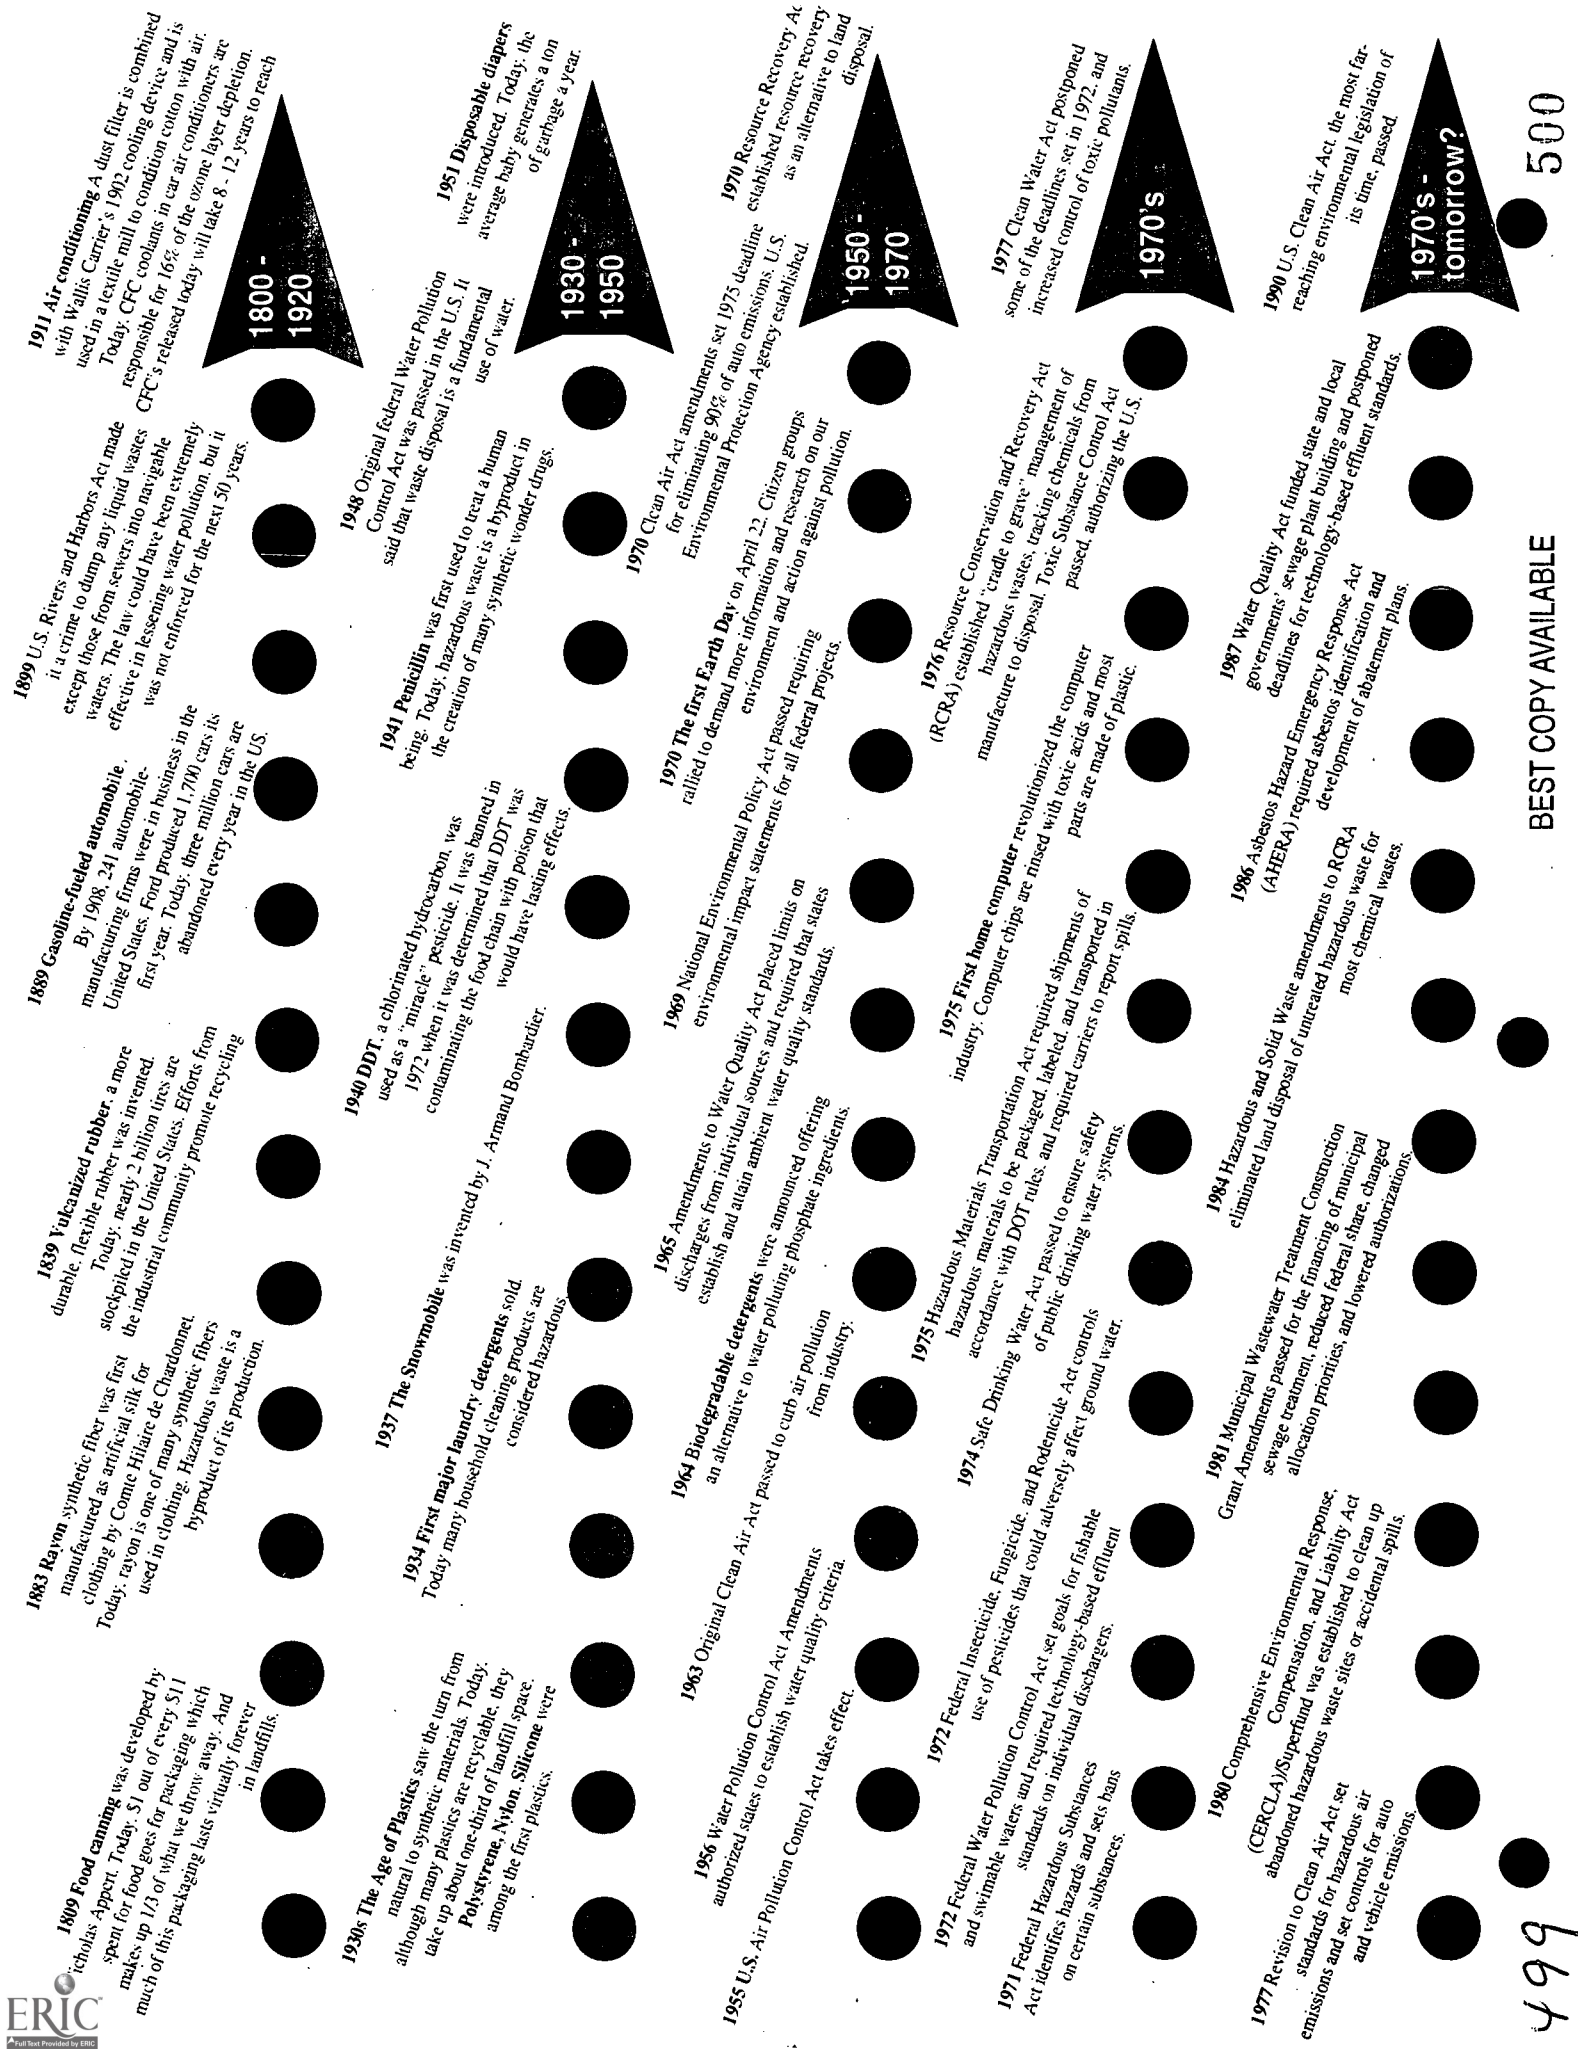 1809 Food canning was developed by
icholas Appert. Today, $1 out of every $11
spent for food goes for packaging which
makes up 1/3 of what we throw away. And
much of this packaging lasts virtually forever
in landfills.
1883 Rayon synthetic fiber was first
manufactured as artificial silk for
clothing by Comte Hilaire de Chardonnet.
Today, rayon is one of many synthetic fibers
used in clothing. Hazardous waste is a
byproduct of its production.
1839 Vulcanized rubber, a more
durable, flexible rubber was invented.
Today, nearly 2 billion tires are
stockpiled in the United States. Efforts from
the industrial community promote recycling
1889 Gasoline-fueled automobile.
By 1908, 241 automobile-
manufacturing firms were in business in the
United States. Ford produced 1,700 cars its
first year. Today, three million cars are
abandoned every year in the US.
1899 U.S. Rivers and Harbors Act made
it a crime to dump any liquid wastes
except those from sewers into navigable
waters. The law could have been extremely
effective in lessening water pollution, but it
was not enforced for the next 50 years.
1911 Air conditioning A dust filter is combined
with Wallis Carrier's 1902 cooling device and is
used in a textile mill to condition cotton with air.
Today, CFC coolants in car air conditioners are
responsible for 16% of the ozone layer depletion.
CFC's released today will take 8 - 12 years to reach
1800 -
1920
1930s The Age of Plastics saw the turn from
natural to synthetic materials. Today,
although many plastics are recyclable, they
take up about one-third of landfill space.
Polystyrene, Nylon, Silicone were
among the first plastics.
1934 First major laundry detergents sold.
Today many household cleaning products are
considered hazardous.
1937 The Snowmobile was invented by J. Armand Bombardier.
1940 DDT, a chlorinated hydrocarbon, was
used as a "miracle" pesticide. It was banned in
1972 when it was determined that DDT was
contaminating the food chain with poison that
would have lasting effects.
1941 Penicillin was first used to treat a human
being. Today, hazardous waste is a byproduct in
the creation of many synthetic wonder drugs.
1948 Original federal Water Pollution
Control Act was passed in the U.S. It
said that waste disposal is a fundamental
use of water.
1951 Disposable diapers
were introduced. Today, the
average baby generates a ton
of garbage a year.
1930 -
1950
1955 U.S. Air Pollution Control Act takes effect.
1956 Water Pollution Control Act Amendments
authorized states to establish water quality criteria.
1963 Original Clean Air Act passed to curb air pollution
from industry.
1964 Biodegradable detergents were announced offering
an alternative to water polluting phosphate ingredients.
1965 Amendments to Water Quality Act placed limits on
discharges from individual sources and required that states
establish and attain ambient water quality standards.
1969 National Environmental Policy Act passed requiring
environmental impact statements for all federal projects.
1970 The first Earth Day on April 22. Citizen groups
rallied to demand more information and research on our
environment and action against pollution.
1970 Clean Air Act amendments set 1975 deadline
for eliminating 90% of auto emissions. U.S.
Environmental Protection Agency established.
1970 Resource Recovery Ac
established resource recovery
as an alternative to land
disposal.
1950 -
1970
1971 Federal Hazardous Substances
Act identifies hazards and sets bans
on certain substances.
1972 Federal Water Pollution Control Act set goals for fishable
and swimable waters and required technology-based effluent
standards on individual dischargers.
1972 Federal Insecticide, Fungicide, and Rodenticide Act controls
use of pesticides that could adversely affect ground water.
1974 Safe Drinking Water Act passed to ensure safety
of public drinking water systems.
1975 Hazardous Materials Transportation Act required shipments of
hazardous materials to be packaged, labeled, and transported in
accordance with DOT rules, and required carriers to report spills.
1975 First home computer revolutionized the computer
industry. Computer chips are rinsed with toxic acids and most
parts are made of plastic.
1976 Resource Conservation and Recovery Act
(RCRA) established "cradle to grave" management of
hazardous wastes, tracking chemicals from
manufacture to disposal. Toxic Substance Control Act
passed, authorizing the U.S.
1977 Clean Water Act postponed
some of the deadlines set in 1972, and
increased control of toxic pollutants.
1970's
1977 Revision to Clean Air Act set
standards for hazardous air
emissions and set controls for auto
and vehicle emissions.
1980 Comprehensive Environmental Response,
Compensation, and Liability Act
(CERCLA)/Superfund was established to clean up
abandoned hazardous waste sites or accidental spills.
1981 Municipal Wastewater Treatment Construction
Grant Amendments passed for the financing of municipal
sewage treatment, reduced federal share, changed
allocation priorities, and lowered authorizations.
1984 Hazardous and Solid Waste amendments to RCRA
eliminated land disposal of untreated hazardous waste for
most chemical wastes.
1986 Asbestos Hazard Emergency Response Act
(AHERA) required asbestos identification and
development of abatement plans.
1987 Water Quality Act funded state and local
governments' sewage plant building and postponed
deadlines for technology-based effluent standards.
1990 U.S. Clean Air Act, the most far-
reaching environmental legislation of
its time, passed.
1970's -
tomorrow?
499
BEST COPY AVAILABLE
500
ERIC
Full Text Provided by ERIC